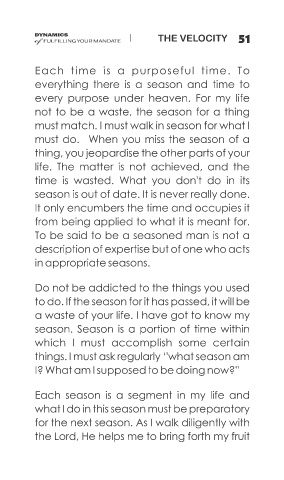 DYNAMICS
of FULFILLING YOUR MANDATE | THE VELOCITY 51
Each time is a purposeful time. To
everything there is a season and time to
every purpose under heaven. For my life
not to be a waste, the season for a thing
must match. I must walk in season for what I
must do. When you miss the season of a
thing, you jeopardise the other parts of your
life. The matter is not achieved, and the
time is wasted. What you don't do in its
season is out of date. It is never really done.
It only encumbers the time and occupies it
from being applied to what it is meant for.
To be said to be a seasoned man is not a
description of expertise but of one who acts
in appropriate seasons.
Do not be addicted to the things you used
to do. If the season for it has passed, it will be
a waste of your life. I have got to know my
season. Season is a portion of time within
which I must accomplish some certain
things. I must ask regularly ‘"what season am
I? What am I supposed to be doing now?"
Each season is a segment in my life and
what I do in this season must be preparatory
for the next season. As I walk diligently with
the Lord, He helps me to bring forth my fruit